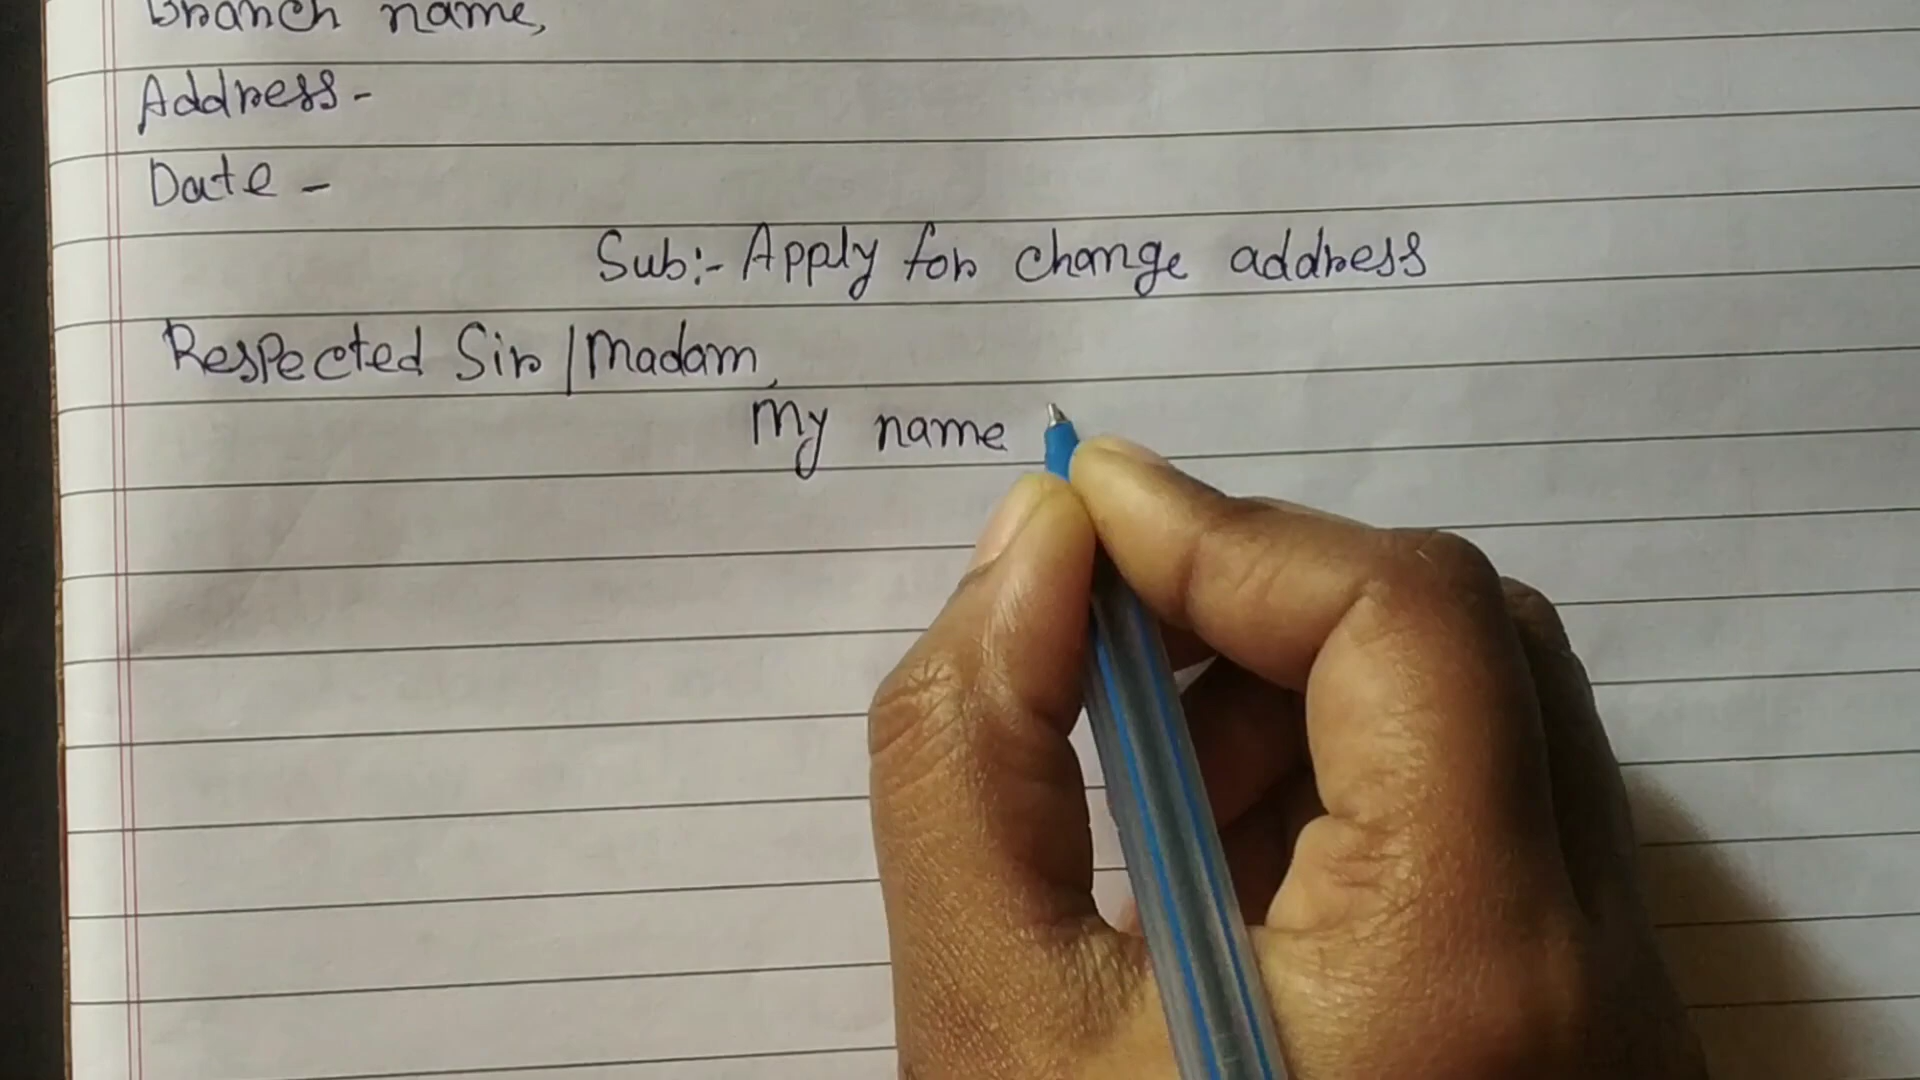 Branch name,
Address-
Date -
Sub:- Apply for change address
Respected Sir/Madam,
My name